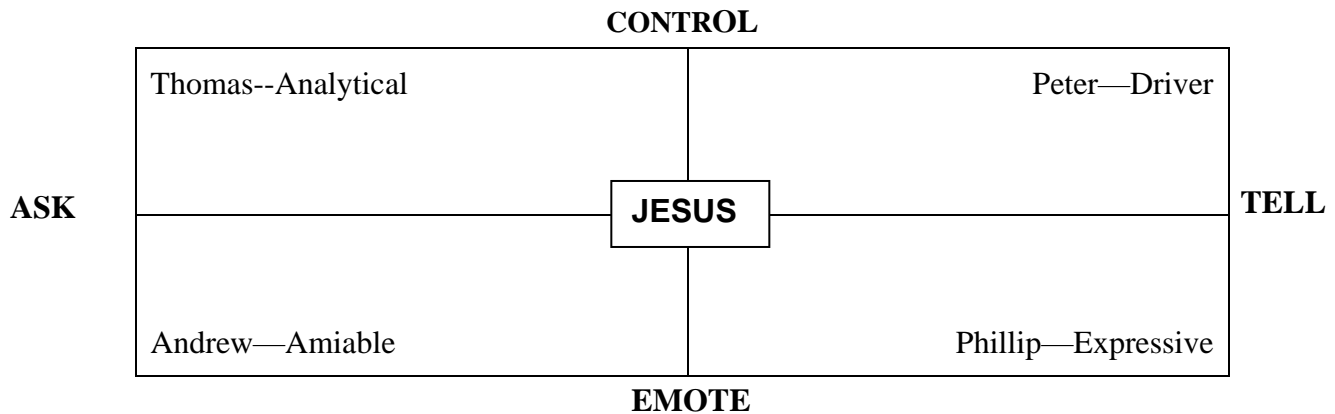 CONTROL
Thomas--Analytical
Peter—Driver
ASK
JESUS
TELL
Andrew—Amiable
Phillip—Expressive
EMOTE